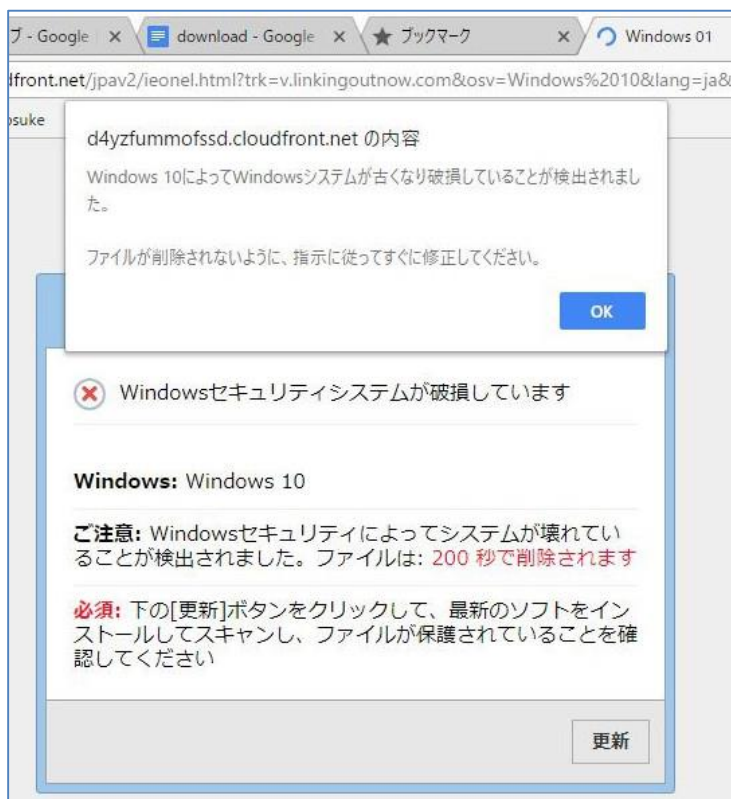 ブ - Google
download - Google
ブックマーク
Windows 01
dfront.net/jpav2/ieonel.html?trk=v.linkingoutnow.com&osv=Windows%2010&lang=ja&
osuke
d4yzfummofssd.cloudfront.net の内容
Windows 10によってWindowsシステムが古くなり破損していることが検出されまし
た。
ファイルが削除されないように、指示に従ってすぐに修正してください。
OK
Windowsセキュリティシステムが破損しています
Windows: Windows 10
ご注意: Windowsセキュリティによってシステムが壊れてい
ることが検出されました。ファイルは: 200 秒で削除されます
必須: 下の[更新]ボタンをクリックして、最新のソフトをイン
ストールしてスキャンし、ファイルが保護されていることを確
認してください
更新